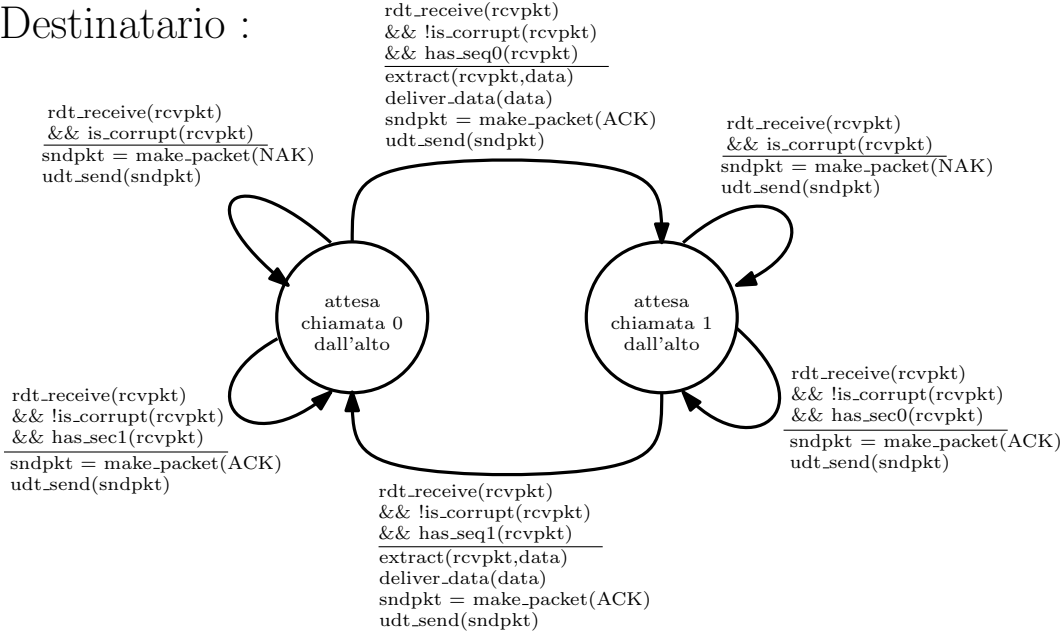 Destinatario :
rdt_receive(rcvpkt)
&& !is_corrupt(rcvpkt)
&& has_seq0(rcvpkt)
extract(rcvpkt,data)
deliver_data(data)
sndpkt = make_packet(ACK)
udt_send(sndpkt)
rdt_receive(rcvpkt)
&& is_corrupt(rcvpkt)
sndpkt = make_packet(NAK)
udt_send(sndpkt)
rdt_receive(rcvpkt)
&& is_corrupt(rcvpkt)
sndpkt = make_packet(NAK)
udt_send(sndpkt)
attesa
chiamata 0
dall'alto
attesa
chiamata 1
dall'alto
rdt_receive(rcvpkt)
&& !is_corrupt(rcvpkt)
&& has_sec1(rcvpkt)
sndpkt = make_packet(ACK)
udt_send(sndpkt)
rdt_receive(rcvpkt)
&& !is_corrupt(rcvpkt)
&& has_sec0(rcvpkt)
sndpkt = make_packet(ACK)
udt_send(sndpkt)
rdt_receive(rcvpkt)
&& !is_corrupt(rcvpkt)
&& has_seq1(rcvpkt)
extract(rcvpkt,data)
deliver_data(data)
sndpkt = make_packet(ACK)
udt_send(sndpkt)